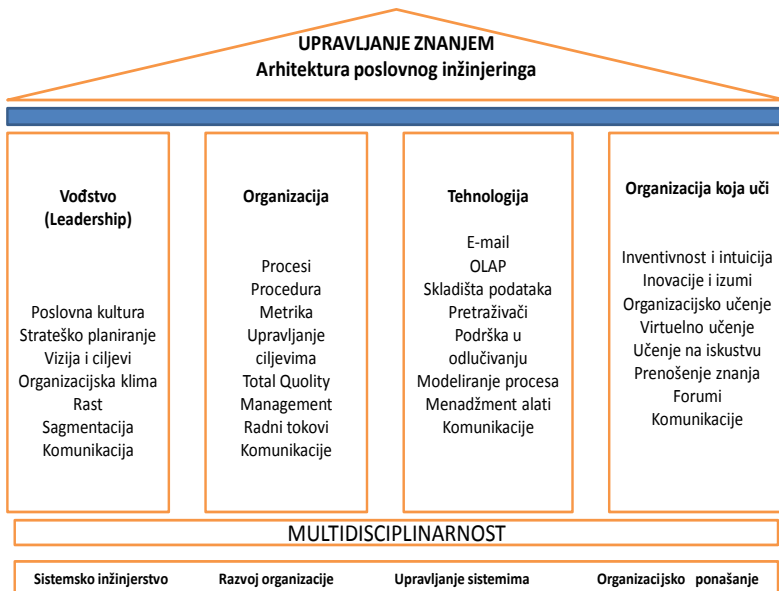 UPRAVLJANJE ZNANJEM
Arhitektura poslovnog inžinjeringa
Vođstvo
(Leadership)
Poslovna kultura
Strateško planiranje
Vizija i ciljevi
Organizacijska klima
Rast
Sagmentacija
Komunikacija
Organizacija
Procesi
Procedura
Metrika
Upravljanje
ciljevima
Total Quolity
Management
Radni tokovi
Komunikacije
Tehnologija
E-mail
OLAP
Skladišta podataka
Pretraživači
Podrška u
odlučivanju
Modeliranje procesa
Menadžment alati
Komunikacije
Organizacija koja uči
Inventivnost i intuicija
Inovacije i izumi
Organizacijsko učenje
Virtuelno učenje
Učenje na iskustvu
Prenošenje znanja
Forumi
Komunikacije
MULTIDISCIPLINARNOST
Sistemsko inžinjerstvo Razvoj organizacije Upravljanje sistemima Organizacijsko ponašanje